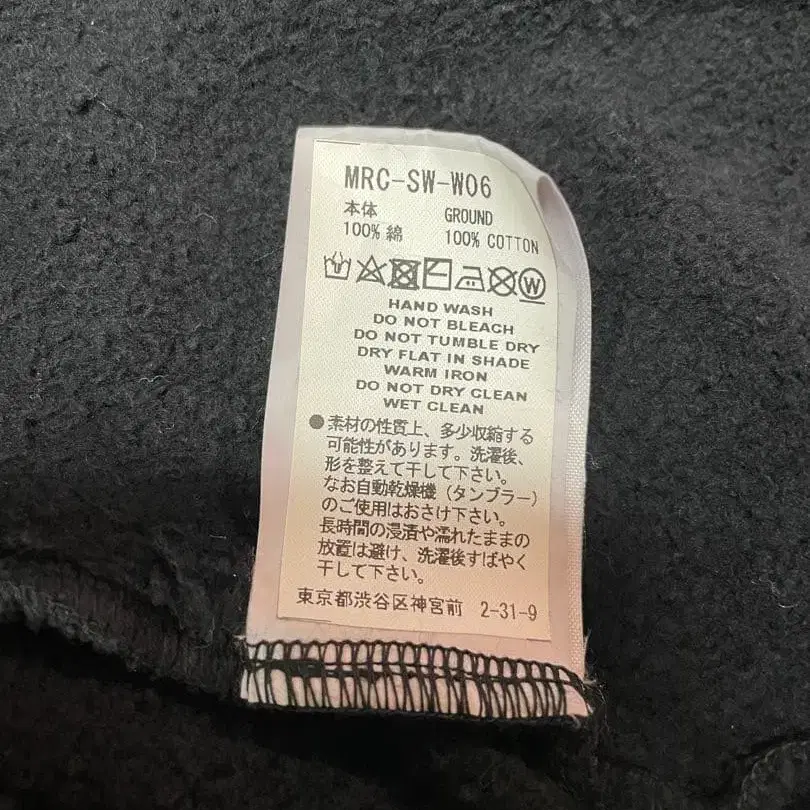 MRC-SW-W06
本体 GROUND
100% 綿 100% COTTON
W
HAND WASH
DO NOT BLEACH
DO NOT TUMBLE DRY
DRY FLAT IN SHADE
WARM IRON
DO NOT DRY CLEAN
WET CLEAN
●素材の性質上、多少収縮する
可能性があります。洗濯後、
形を整えて干して下さい。
なお自動乾燥機（タンブラー）
のご使用はおさけ下さい。
長時間の浸漬や濡れたままの
放置は避け、洗濯後すばやく
干して下さい。
東京都渋谷区神宮前 2-31-9